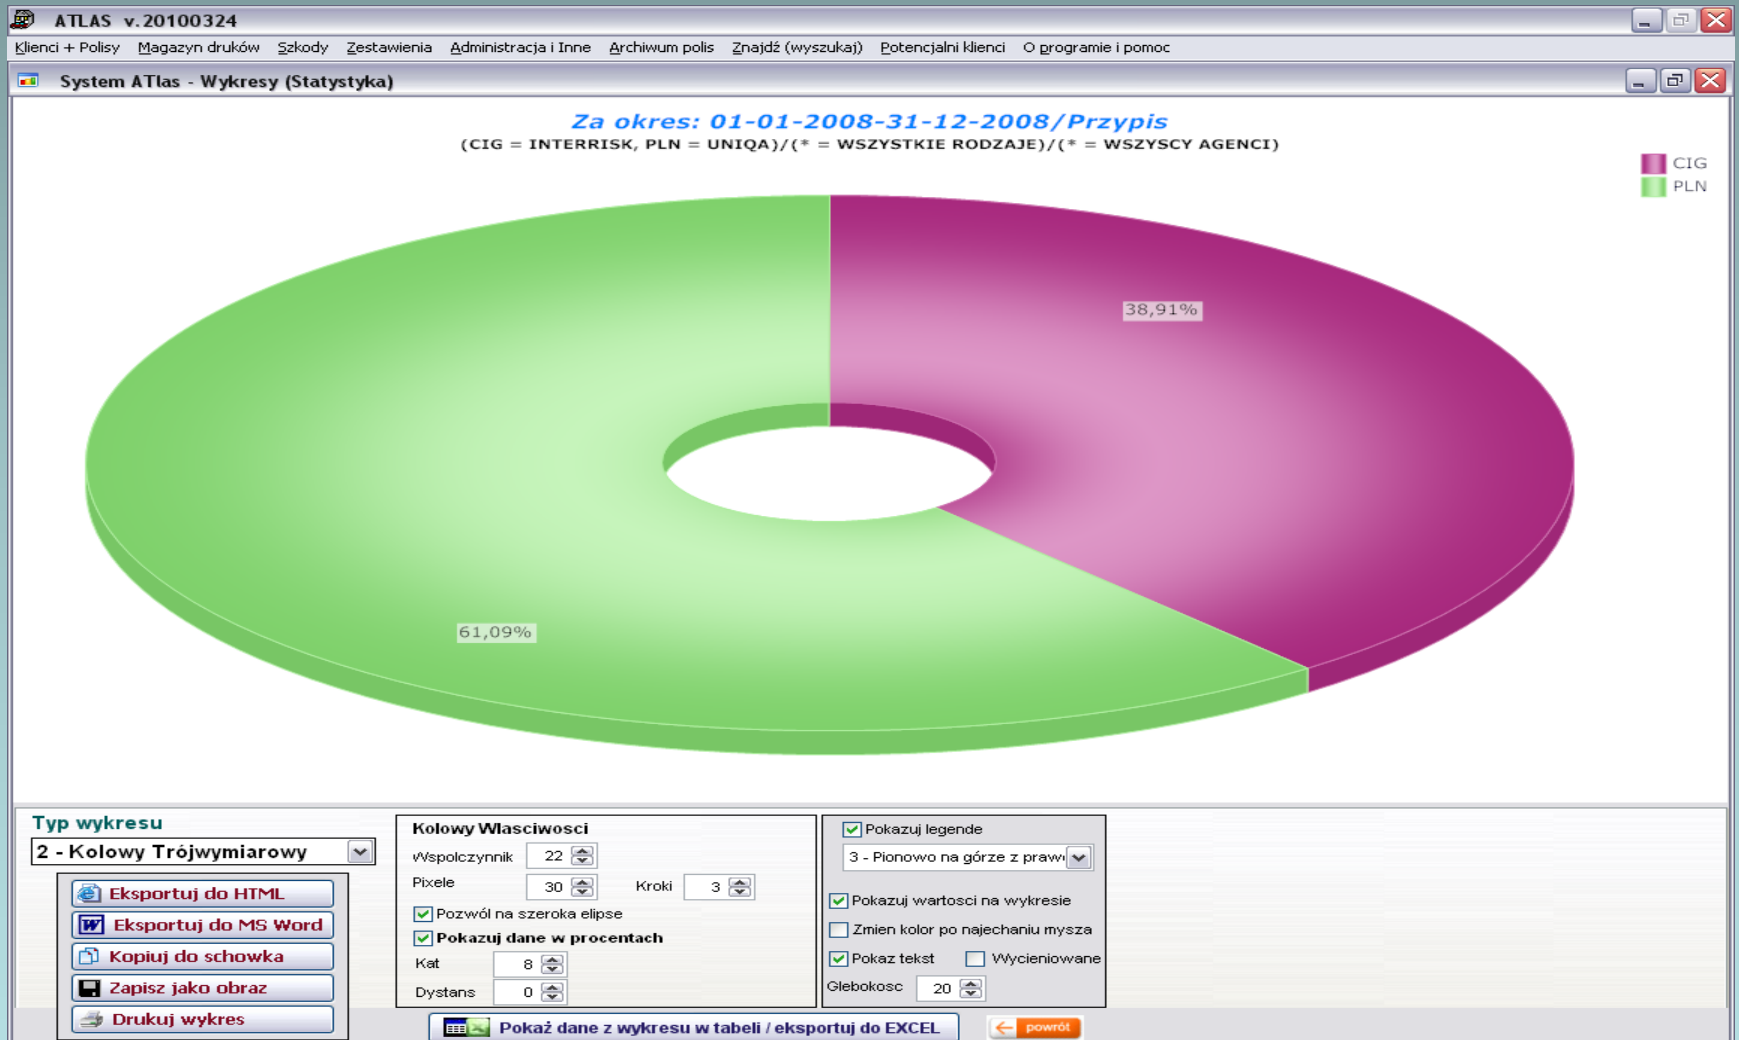 ATLAS v.20100324
Klienci + Polisy Magazyn druków Szkody Zestawienia Administracja i Inne Archiwum polis Znajdź (wyszukaj) Potencjalni klienci O programie i pomoc
System ATlas - Wykresy (Statystyka)
Za okres: 01-01-2008-31-12-2008/Przypis
(CIG = INTERRISK, PLN = UNIQA)/(* = WSZYSTKIE RODZAJE)/(* = WSZYSCY AGENCI)
CIG
PLN
38,91%
61,09%
Typ wykresu
2 - Kolowy Trójwymiarowy
Eksportuj do HTML
Eksportuj do MS Word
Kopiuj do schowka
Zapisz jako obraz
Drukuj wykres
Kolowy Wlasciwosci
Wspolczynnik 22
Pixele 30 Kroki 3
Pozwól na szeroka elipse
Pokazuj dane w procentach
Kat 8
Dystans 0
Pokazuj legende
3 - Pionowo na górze z praw
Pokazuj wartosci na wykresie
Zmien kolor po najechaniu mysza
Pokaz tekst Wycieniowane
Glebokosc 20
Pokaż dane z wykresu w tabeli / eksportuj do EXCEL
powrót